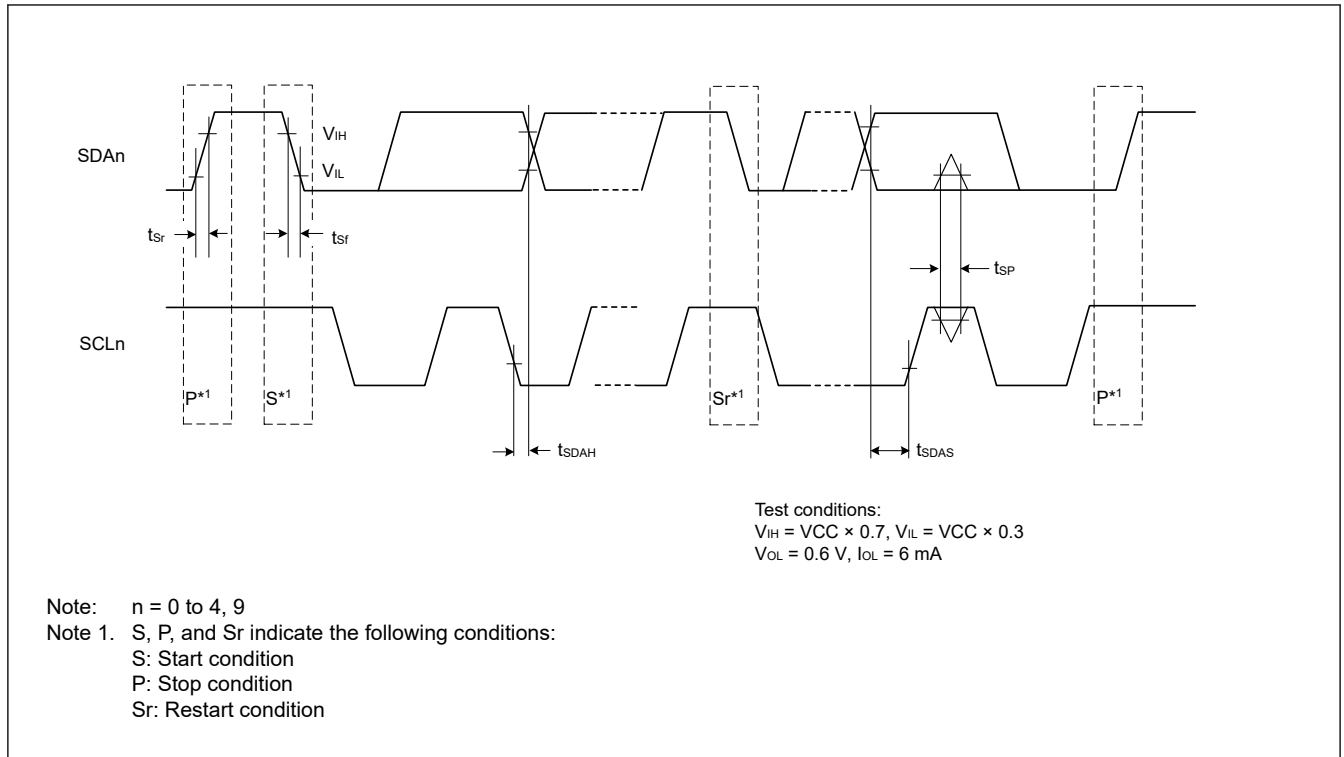 SDAn
VIH
VIL
tSr
tSf
tSP
SCLn
P*1
S*1
Sr*1
P*1
tSDAH
tSDAS
Test conditions:
VIH = VCC × 0.7, VIL = VCC × 0.3
VOL = 0.6 V, IOL = 6 mA
Note: n = 0 to 4, 9
Note 1. S, P, and Sr indicate the following conditions:
S: Start condition
P: Stop condition
Sr: Restart condition